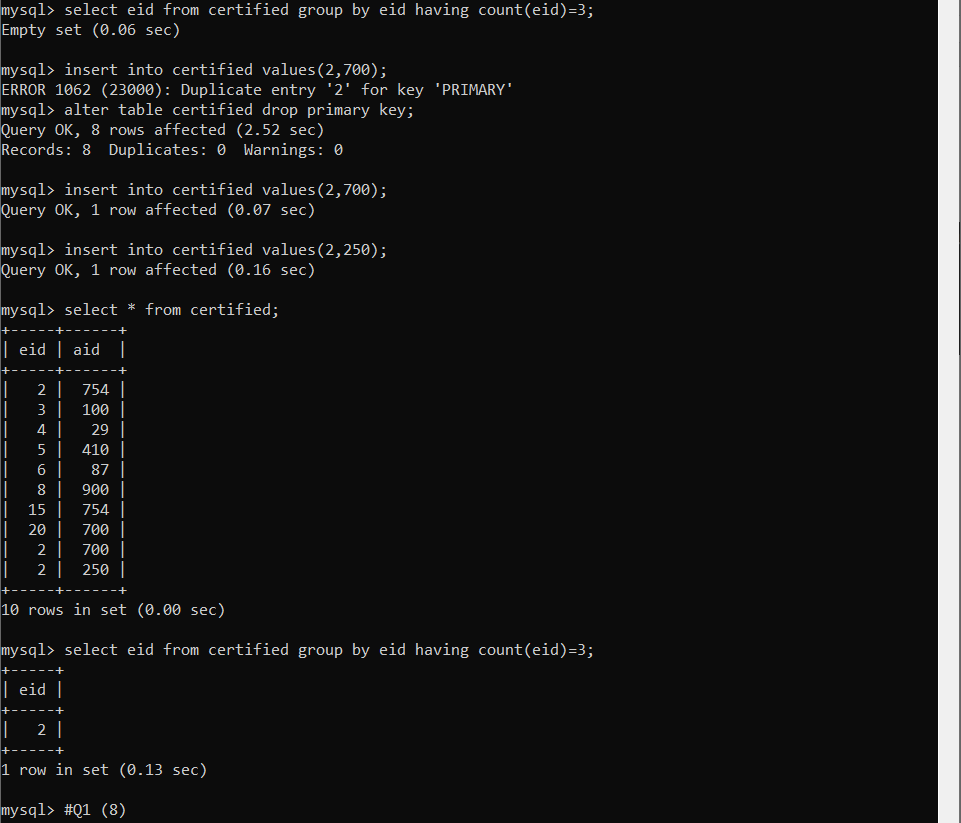 mysql> select eid from certified group by eid having count(eid)=3;
Empty set (0.06 sec)

mysql> insert into certified values(2,700);
ERROR 1062 (23000): Duplicate entry '2' for key 'PRIMARY'
mysql> alter table certified drop primary key;
Query OK, 8 rows affected (2.52 sec)
Records: 8  Duplicates: 0  Warnings: 0

mysql> insert into certified values(2,700);
Query OK, 1 row affected (0.07 sec)

mysql> insert into certified values(2,250);
Query OK, 1 row affected (0.16 sec)

mysql> select * from certified;
+-----+------+
| eid | aid  |
+-----+------+
|   2 |  754 |
|   3 |  100 |
|   4 |   29 |
|   5 |  410 |
|   6 |   87 |
|   8 |  900 |
|  15 |  754 |
|  20 |  700 |
|   2 |  700 |
|   2 |  250 |
+-----+------+
10 rows in set (0.00 sec)

mysql> select eid from certified group by eid having count(eid)=3;
+-----+
| eid |
+-----+
|   2 |
+-----+
1 row in set (0.13 sec)

mysql> #Q1 (8)